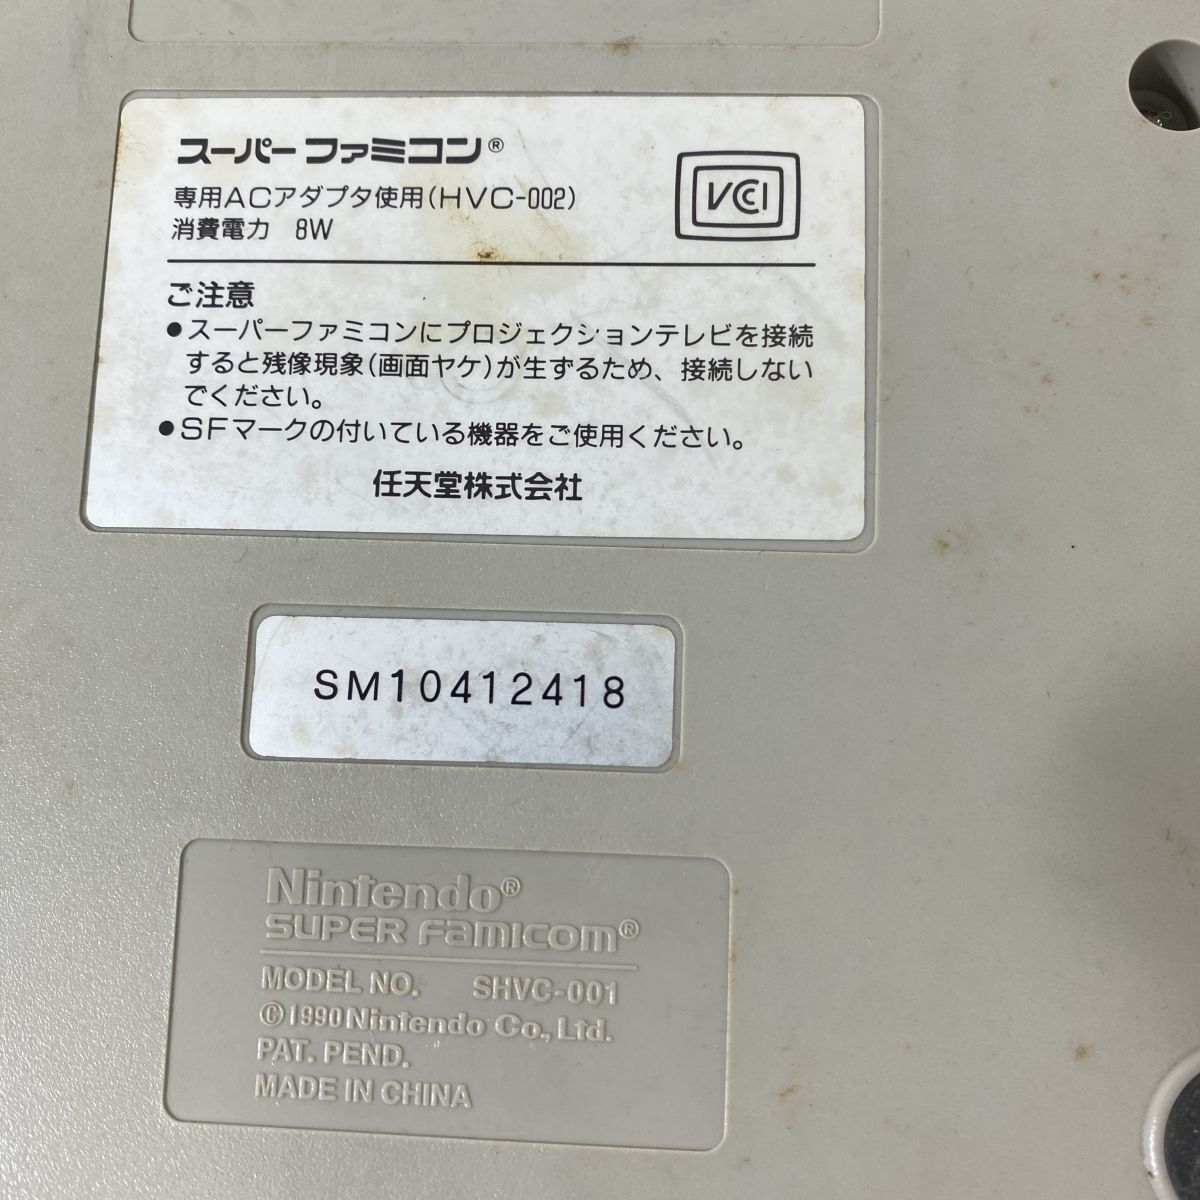 スーパーファミコン®
専用ACアダプタ使用(HVC-002)
消費電力 8W
VCCI
ご注意
●スーパーファミコンにプロジェクションテレビを接続
すると残像現象(画面ヤケ)が生ずるため、接続しない
でください。
●SFマークの付いている機器をご使用ください。
任天堂株式会社
SM10412418
Nintendo®
SUPER FAMICOM®
MODEL NO. SHVC-001
©1990 Nintendo Co., Ltd.
PAT. PEND.
MADE IN CHINA